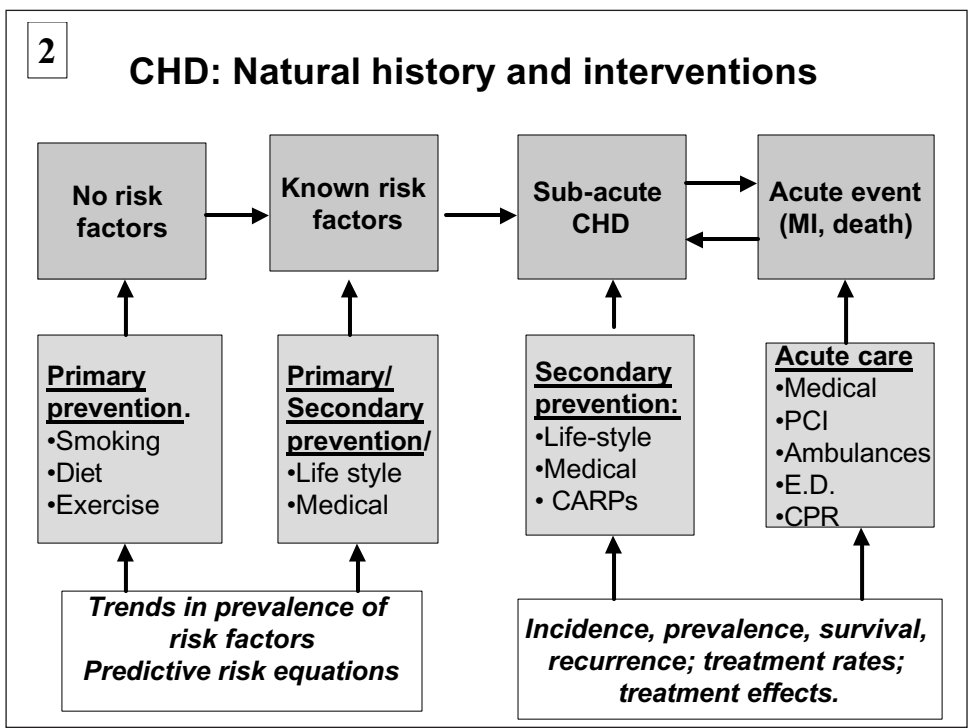 2
CHD: Natural history and interventions
No risk
factors
Known risk
factors
Sub-acute
CHD
Acute event
(MI, death)
Primary
prevention.
•Smoking
•Diet
•Exercise
Primary/
Secondary
prevention/
•Life style
•Medical
Secondary
prevention:
•Life-style
•Medical
• CARPs
Acute care
•Medical
•PCI
•Ambulances
•E.D.
•CPR
Trends in prevalence of
risk factors
Predictive risk equations
Incidence, prevalence, survival,
recurrence; treatment rates;
treatment effects.